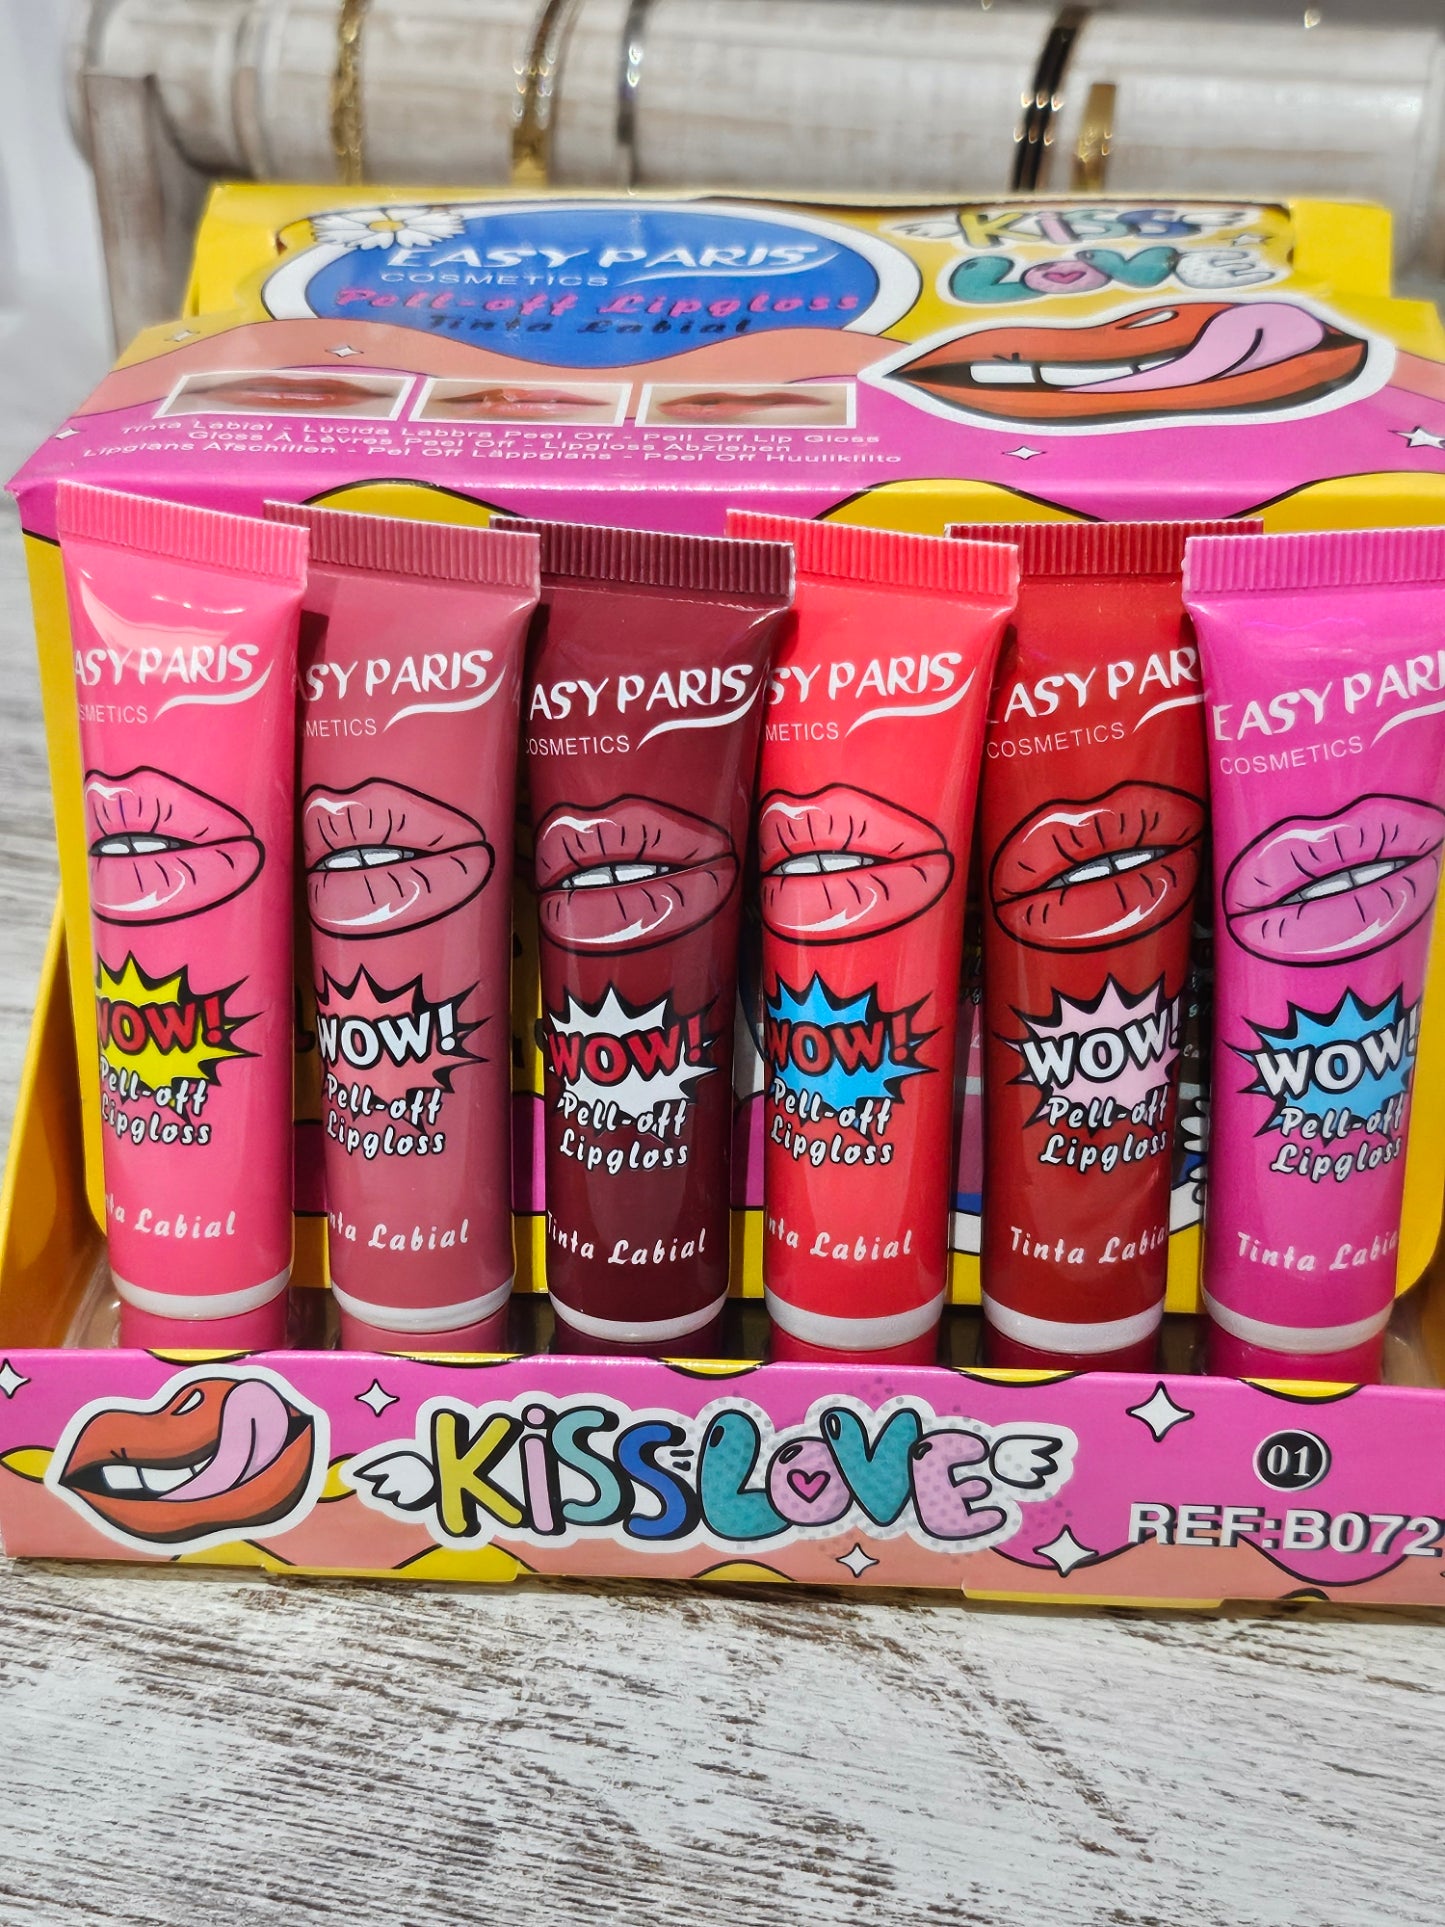 EASY PARIS
COSMETICS
Pell-off Lipgloss
Tinta Labial
KISS
LOVE
Tinta Labial - Lucida Labbra Peel Off - Pell Off Lip Gloss
Gloss À Lèvres Peel Off - Lipgloss Abziehen
Lipglans Afschillen - Pel Off Läppglans - Peel Off Huulikiilto
ASY PARIS
SMETICS
WOW!
Pell-off
Lipgloss
ta Labial
SY PARIS
METICS
WOW!
Pell-off
Lipgloss
nta Labial
EASY PARIS
COSMETICS
WOW!
Pell-off
Lipgloss
Tinta Labial
SY PARIS
METICS
WOW!
Pell-off
Lipgloss
nta Labial
EASY PAR
COSMETICS
WOW!
Pell-off
Lipgloss
Tinta Labia
EASY PARI
COSMETICS
WOW!
Pell-off
Lipgloss
Tinta Labia
KISS LOVE
01
REF:B072